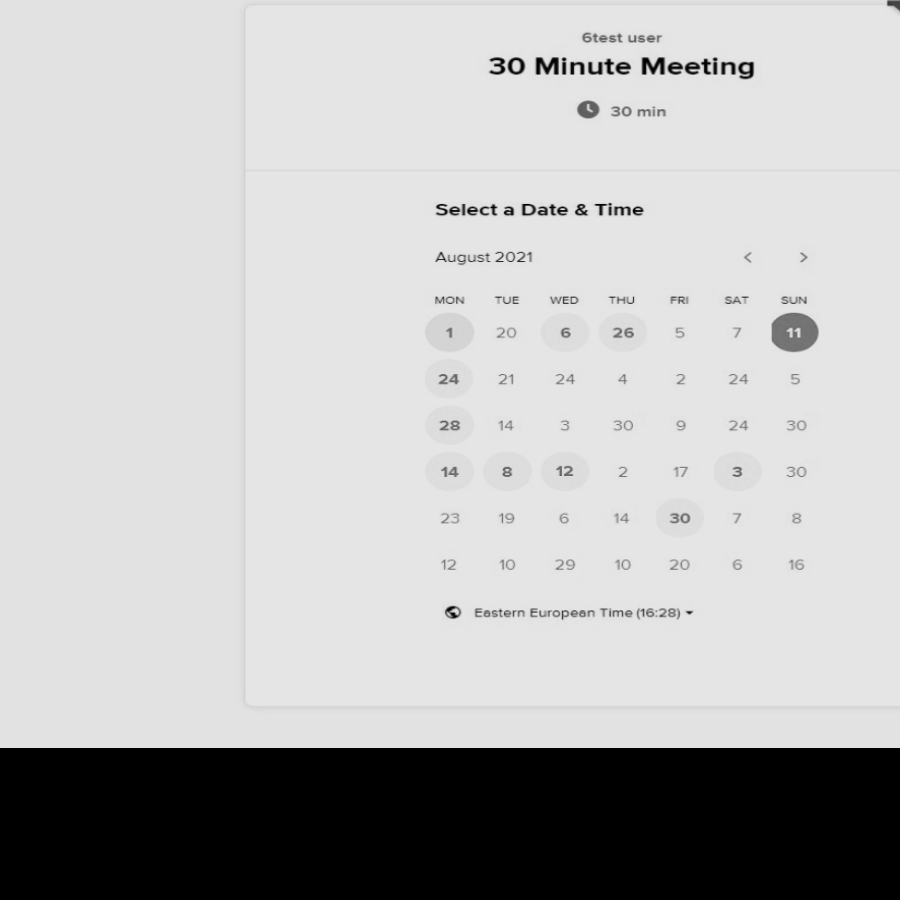 6test user
30 Minute Meeting
30 min
Select a Date & Time
August 2021
MON TUE WED THU FRI SAT SUN
1 20 6 26 5 7 11
24 21 24 4 2 24 5
28 14 3 30 9 24 30
14 8 12 2 17 3 30
23 19 6 14 30 7 8
12 10 29 10 20 6 16
Eastern European Time (16:28)